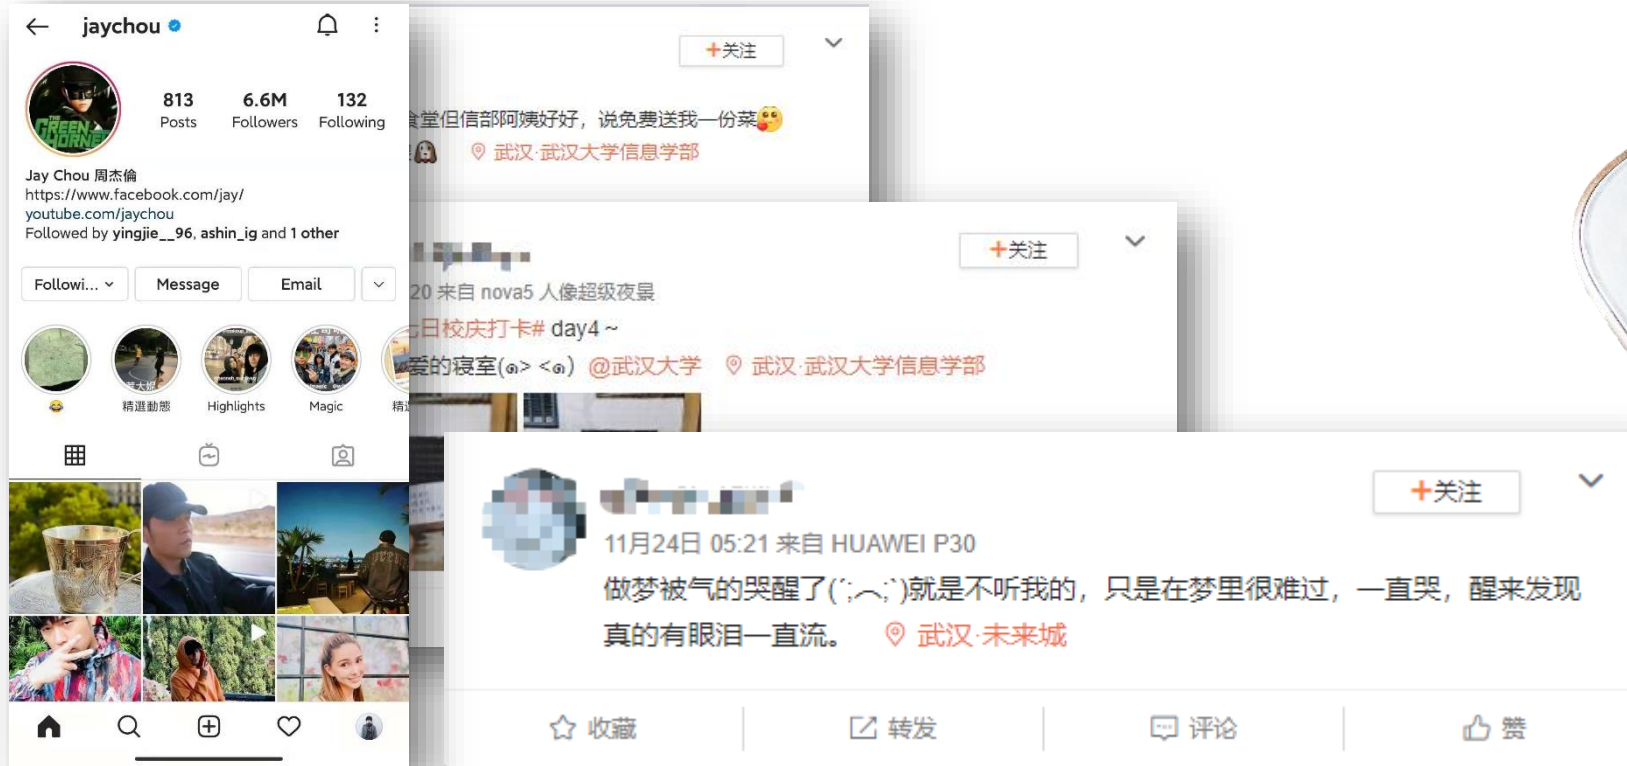 jaychou
THE
GREEN
HORNET
813
6.6M
132
Posts
Followers
Following
Jay Chou 周杰倫
https://www.facebook.com/jay/
youtube.com/jaychou
Followed by yingjie__96, ashin_ig and 1 other
Followi...
Message
Email
精選動態
Highlights
Magic
+关注
堂但信部阿姨好好，说免费送我一份菜
武汉·武汉大学信息学部
+关注
20 来自 nova5 人像超级夜景
七日校庆打卡# day4 ~
爱的寝室(๑> <๑) @武汉大学 武汉·武汉大学信息学部
+关注
11月24日 05:21 来自 HUAWEI P30
做梦被气的哭醒了(´;︵;`)就是不听我的，只是在梦里很难过，一直哭，醒来发现
真的有眼泪一直流。 武汉·未来城
收藏
转发
评论
赞